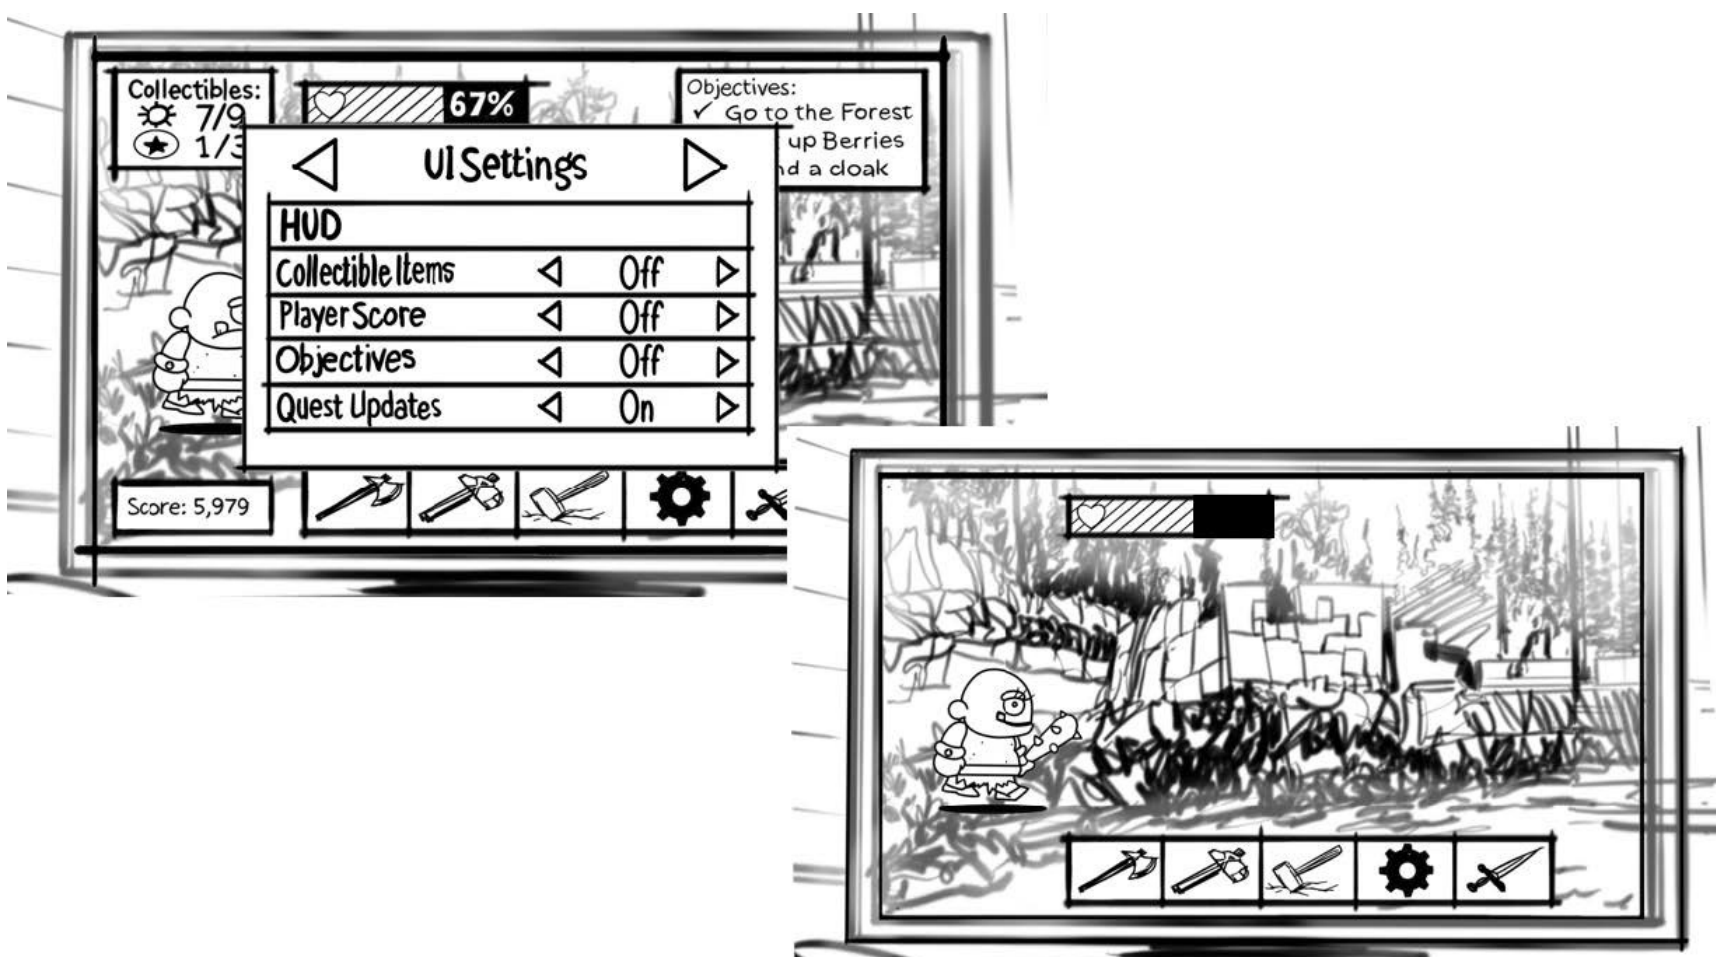 Collectibles:
7/9
1/3
67%
Objectives:
✓ Go to the Forest
up Berries
a cloak
UI Settings
HUD
Collectible Items Off
Player Score Off
Objectives Off
Quest Updates On
Score: 5,979